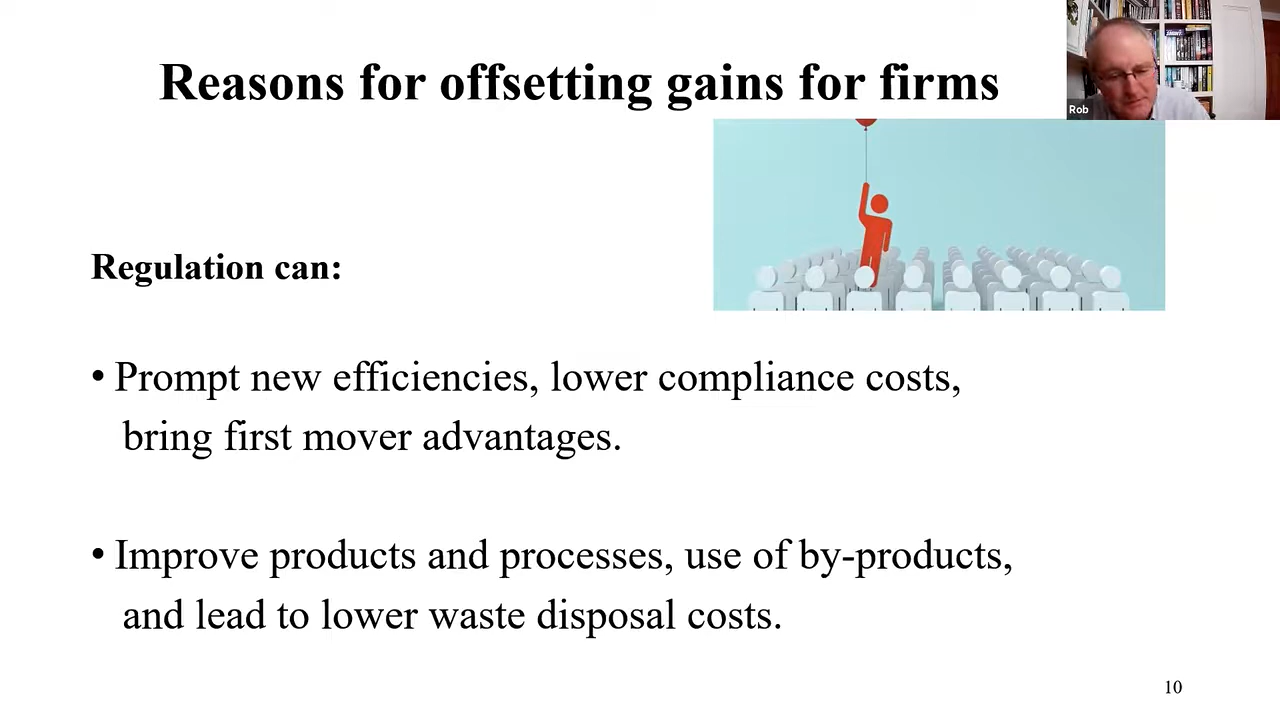 Reasons for offsetting gains for firms
Rob
Regulation can:
• Prompt new efficiencies, lower compliance costs,
bring first mover advantages.
• Improve products and processes, use of by-products,
and lead to lower waste disposal costs.
10